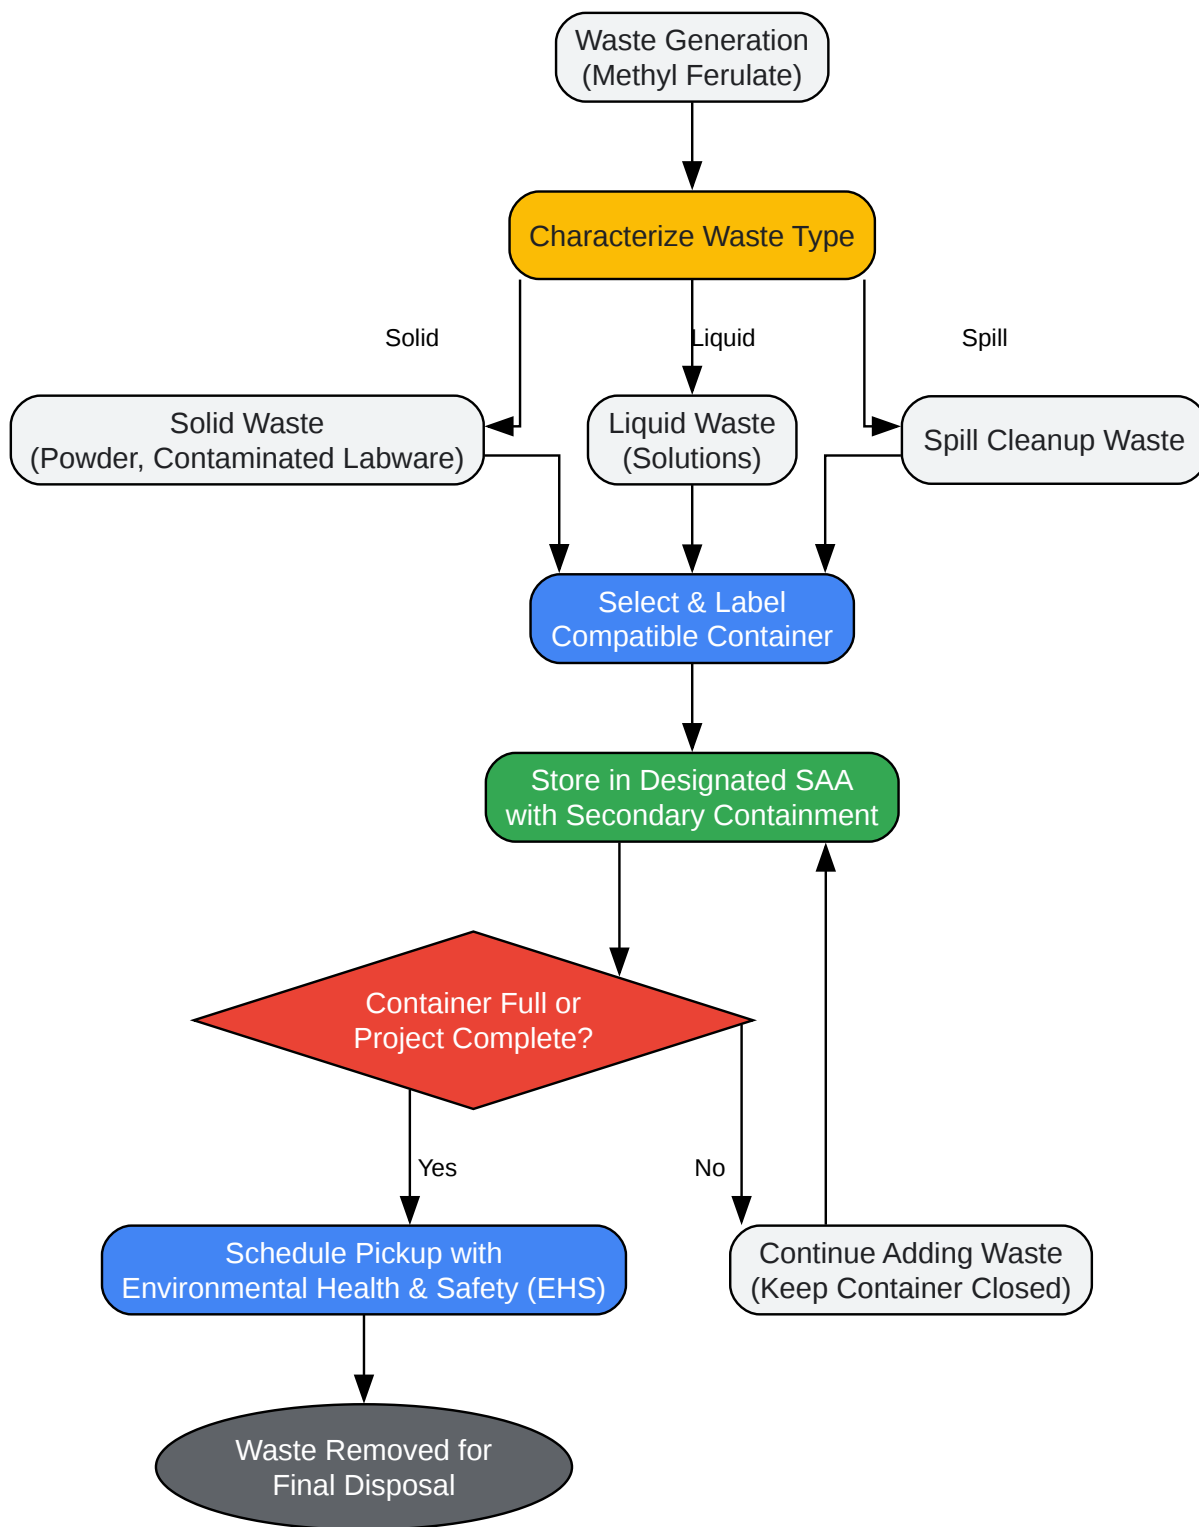 Waste Generation
(Methyl Ferulate)
Characterize Waste Type
Solid
Liquid
Spill
Solid Waste
(Powder, Contaminated Labware)
Liquid Waste
(Solutions)
Spill Cleanup Waste
Select & Label
Compatible Container
Store in Designated SAA
with Secondary Containment
Container Full or
Project Complete?
Yes
No
Schedule Pickup with
Environmental Health & Safety (EHS)
Continue Adding Waste
(Keep Container Closed)
Waste Removed for
Final Disposal